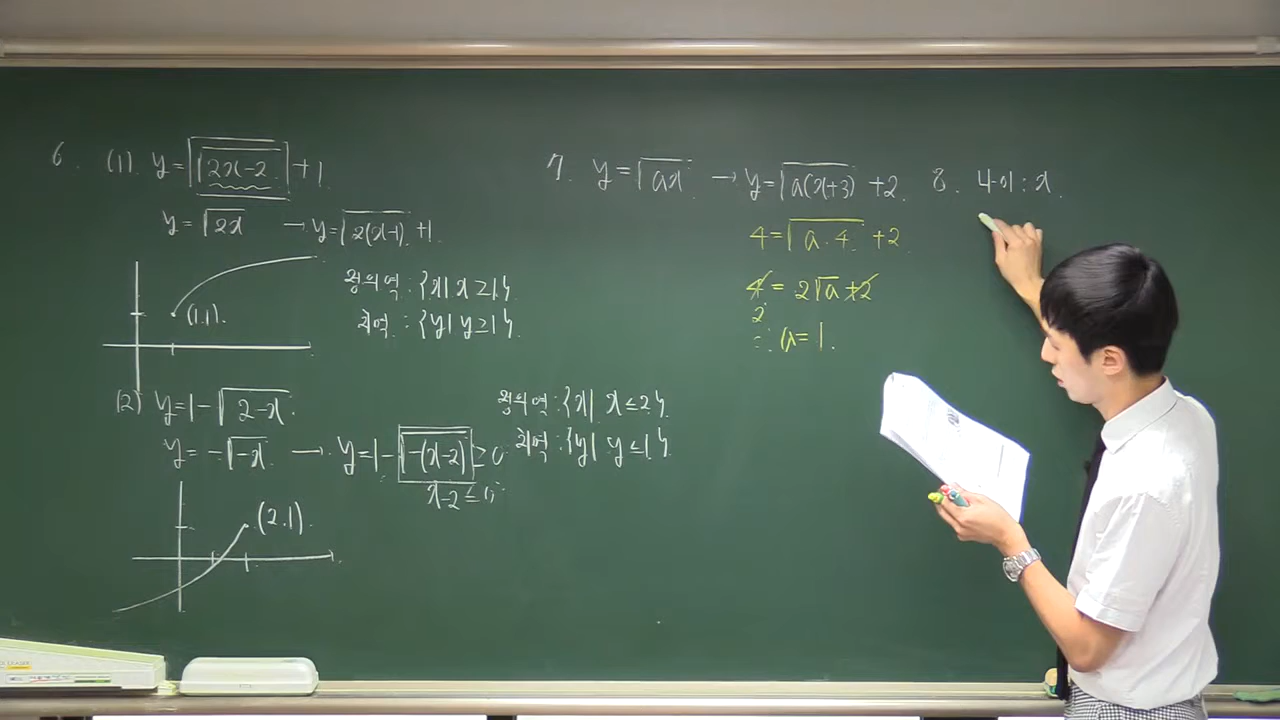 6. (1) y=√(2x-2)+1
y=√(2x) → y=√(2(x-1))+1.
정의역 : {x| x≥1}.
치역 : {y| y≥1}.
(1.1).
(2) y=1-√(2-x).
y=-√(-x) → y=1-√(-(x-2)) ≥0
x-2≤0.
정의역 : {x| x≤2}.
치역 : {y| y≤1}.
(2.1).
7. y=√(ax) → y=√(a(x+3))+2.
4=√(a·4)+2
4=2√a+2
2
∴ a=1.
8. 높이 : x.